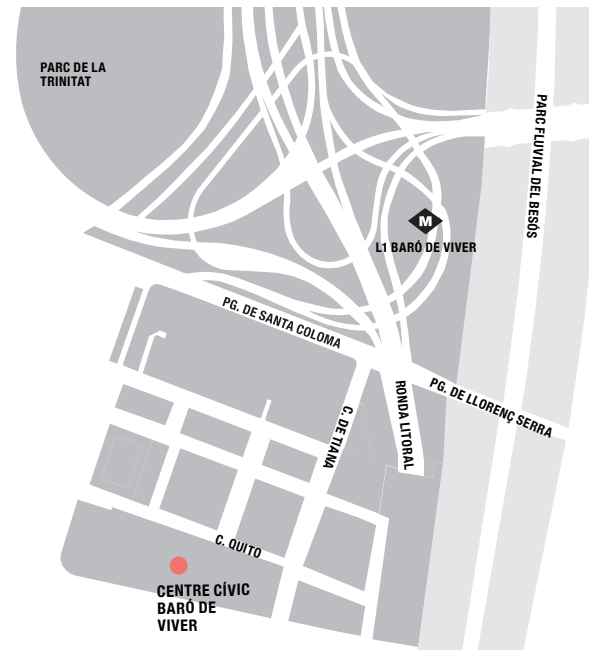 PARC DE LA
TRINITAT
PARC FLUVIAL DEL BESÓS
M
L1 BARÓ DE VIVER
PG. DE SANTA COLOMA
PG. DE LLORENÇ SERRA
RONDA LITORAL
C. DE TIANA
C. QUITO
CENTRE CÍVIC
BARÓ DE
VIVER